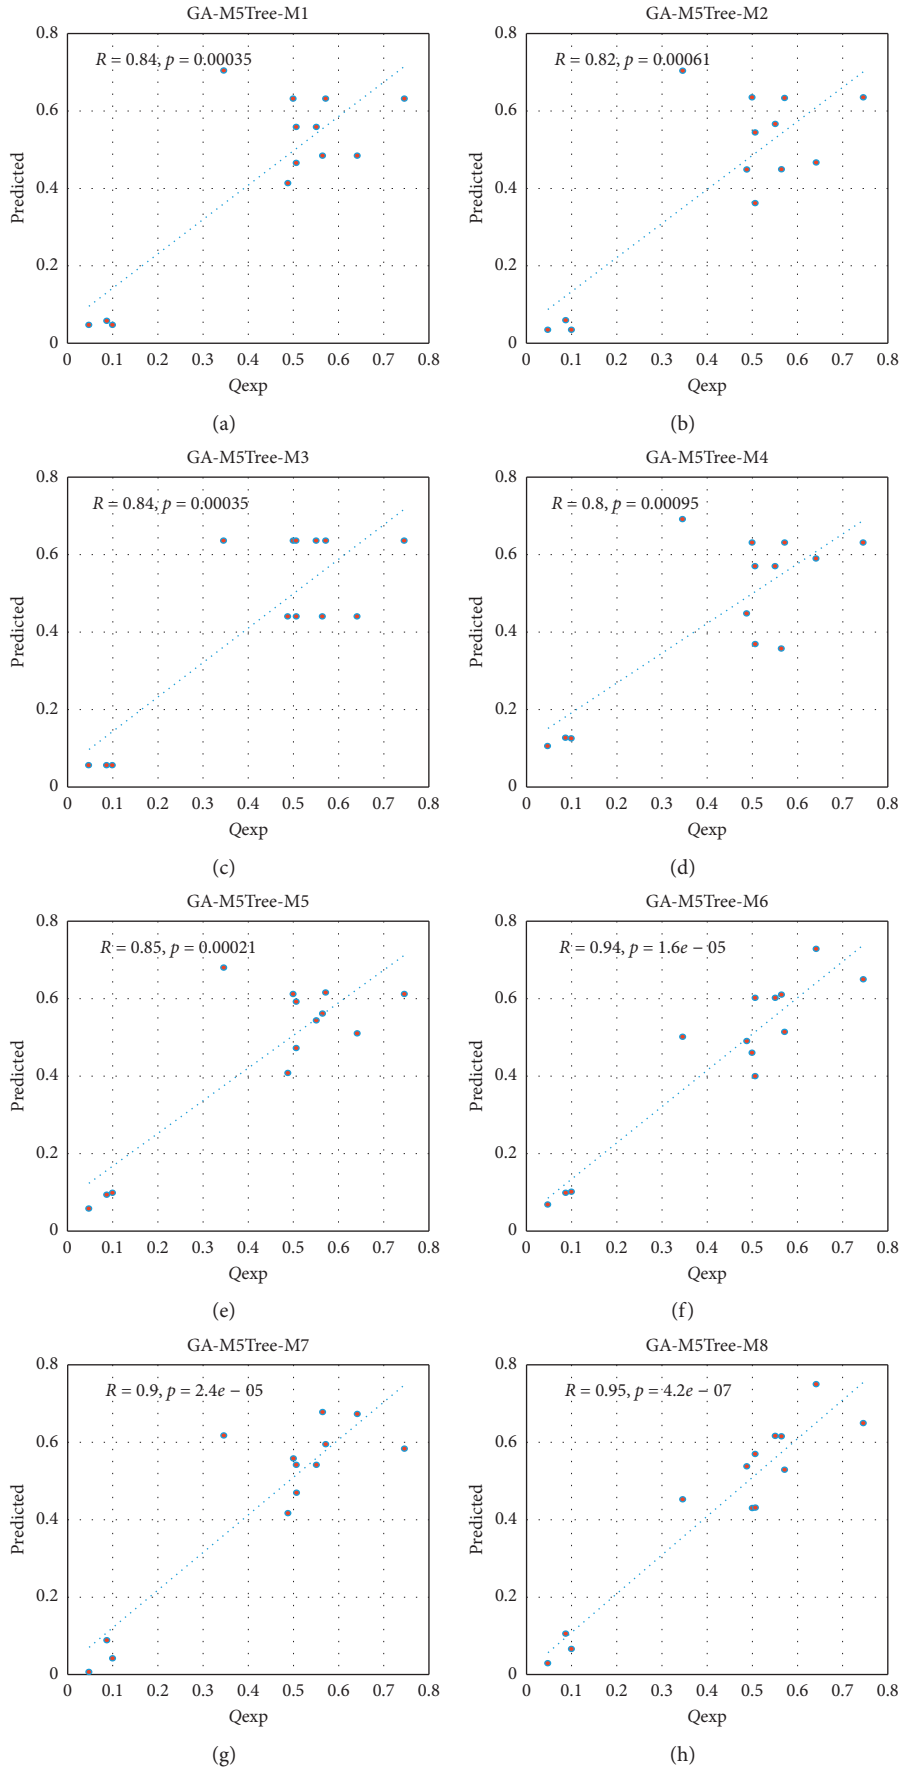 GA-M5Tree-M1
R = 0.84, p = 0.00035
Predicted
0.8
0.6
0.4
0.2
0
0 0.1 0.2 0.3 0.4 0.5 0.6 0.7 0.8
Qexp
(a)
GA-M5Tree-M2
R = 0.82, p = 0.00061
Predicted
0.8
0.6
0.4
0.2
0
0 0.1 0.2 0.3 0.4 0.5 0.6 0.7 0.8
Qexp
(b)
GA-M5Tree-M3
R = 0.84, p = 0.00035
Predicted
0.8
0.6
0.4
0.2
0
0 0.1 0.2 0.3 0.4 0.5 0.6 0.7 0.8
Qexp
(c)
GA-M5Tree-M4
R = 0.8, p = 0.00095
Predicted
0.8
0.6
0.4
0.2
0
0 0.1 0.2 0.3 0.4 0.5 0.6 0.7 0.8
Qexp
(d)
GA-M5Tree-M5
R = 0.85, p = 0.00021
Predicted
0.8
0.6
0.4
0.2
0
0 0.1 0.2 0.3 0.4 0.5 0.6 0.7 0.8
Qexp
(e)
GA-M5Tree-M6
R = 0.94, p = 1.6e − 05
Predicted
0.8
0.6
0.4
0.2
0
0 0.1 0.2 0.3 0.4 0.5 0.6 0.7 0.8
Qexp
(f)
GA-M5Tree-M7
R = 0.9, p = 2.4e − 05
Predicted
0.8
0.6
0.4
0.2
0
0 0.1 0.2 0.3 0.4 0.5 0.6 0.7 0.8
Qexp
(g)
GA-M5Tree-M8
R = 0.95, p = 4.2e − 07
Predicted
0.8
0.6
0.4
0.2
0
0 0.1 0.2 0.3 0.4 0.5 0.6 0.7 0.8
Qexp
(h)